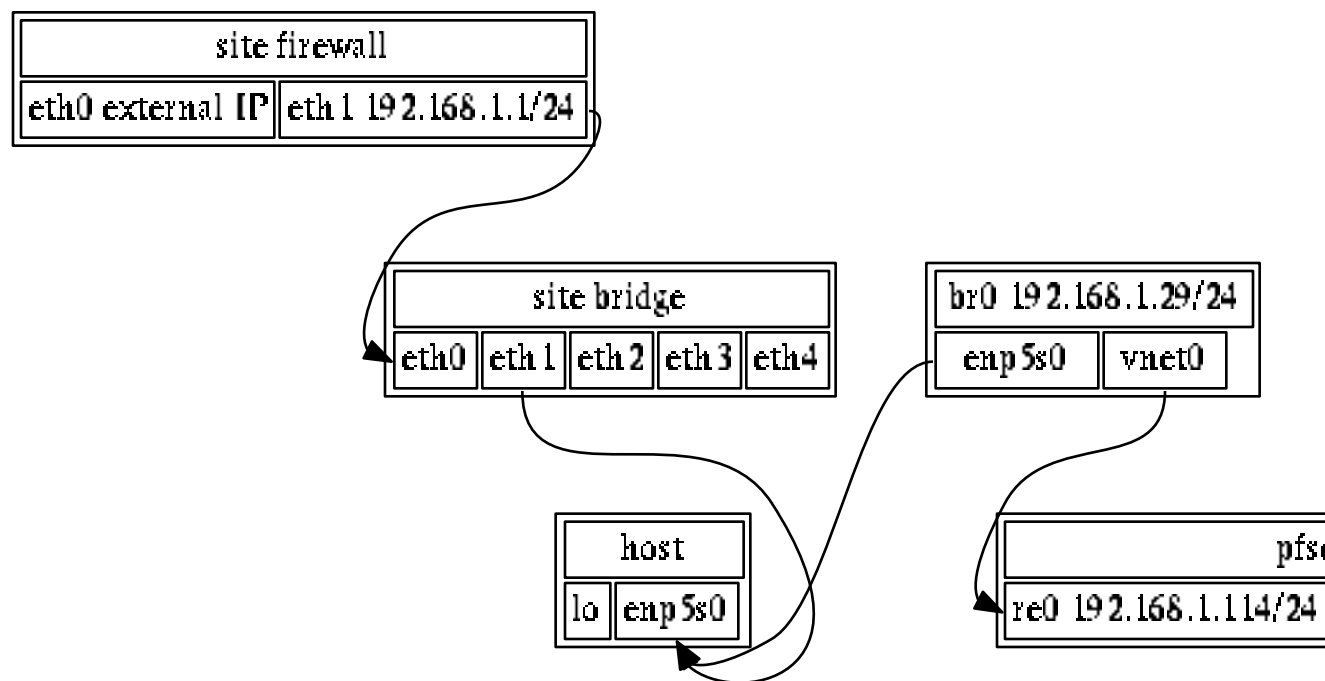 site firewall
eth0 external IP eth1 192.168.1.1/24
site bridge
eth0 eth1 eth2 eth3 eth4
br0 192.168.1.29/24
enp5s0 vnet0
host
lo enp5s0
re0 192.168.1.114/24